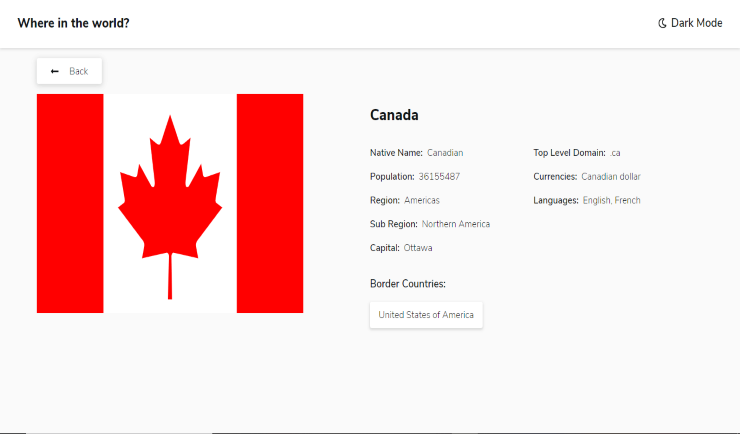 Where in the world?
Dark Mode
Back
Canada
Native Name: Canadian
Population: 36155487
Region: Americas
Sub Region: Northern America
Capital: Ottawa
Top Level Domain: .ca
Currencies: Canadian dollar
Languages: English, French
Border Countries:
United States of America